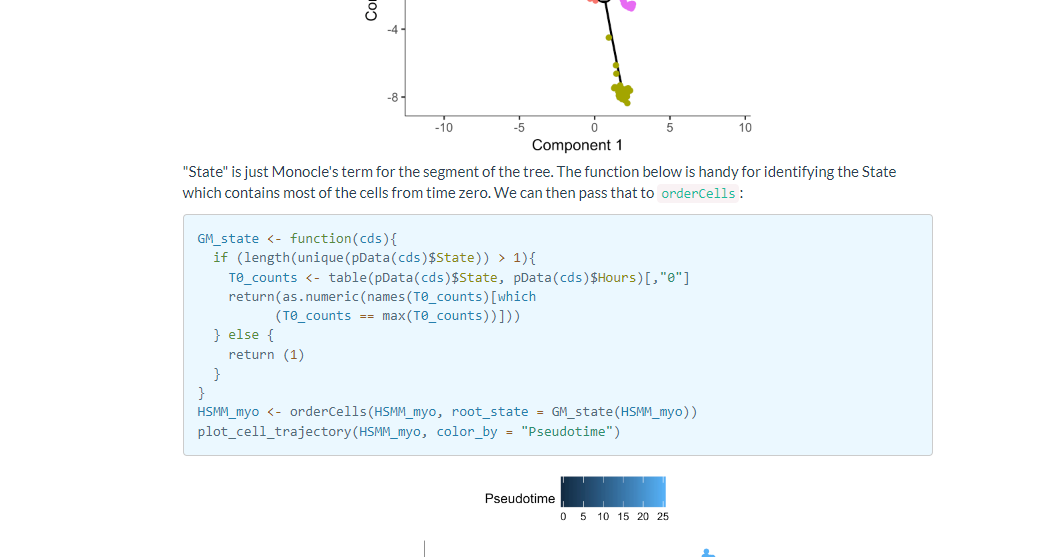 Co
-4
-8
-10 -5 0 5 10
Component 1
"State" is just Monocle's term for the segment of the tree. The function below is handy for identifying the State
which contains most of the cells from time zero. We can then pass that to orderCells :
GM_state <- function(cds){
  if (length(unique(pData(cds)$State)) > 1){
    T0_counts <- table(pData(cds)$State, pData(cds)$Hours)[,"0"]
    return(as.numeric(names(T0_counts)[which
          (T0_counts == max(T0_counts))]))
  } else {
    return (1)
  }
}
HSMM_myo <- orderCells(HSMM_myo, root_state = GM_state(HSMM_myo))
plot_cell_trajectory(HSMM_myo, color_by = "Pseudotime")
Pseudotime
0 5 10 15 20 25